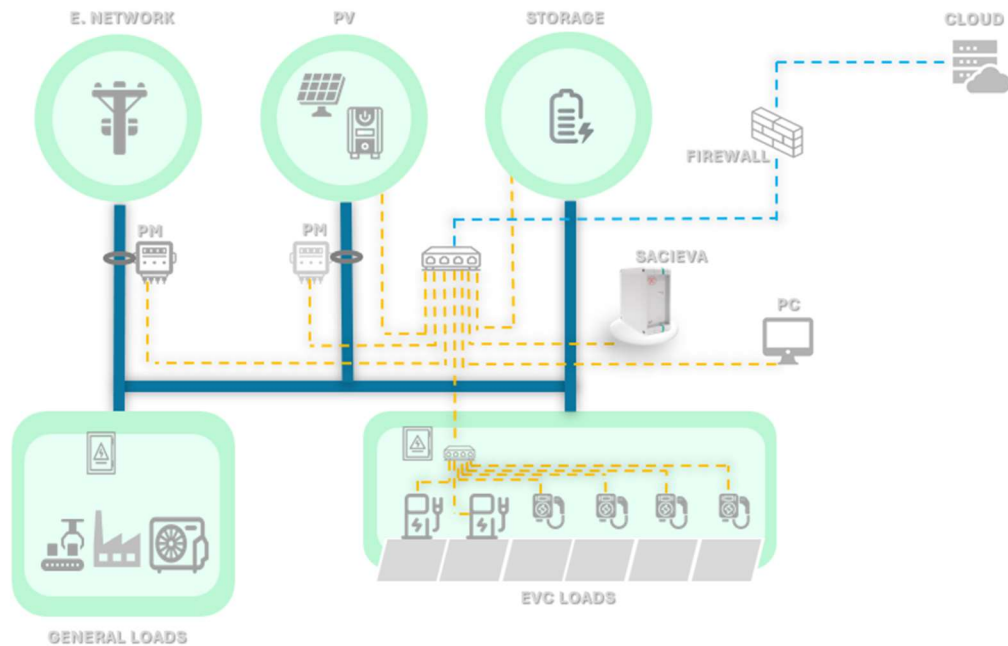 E. NETWORK
PV
STORAGE
CLOUD
FIREWALL
PM
PM
SACIEVA
PC
EVC LOADS
GENERAL LOADS